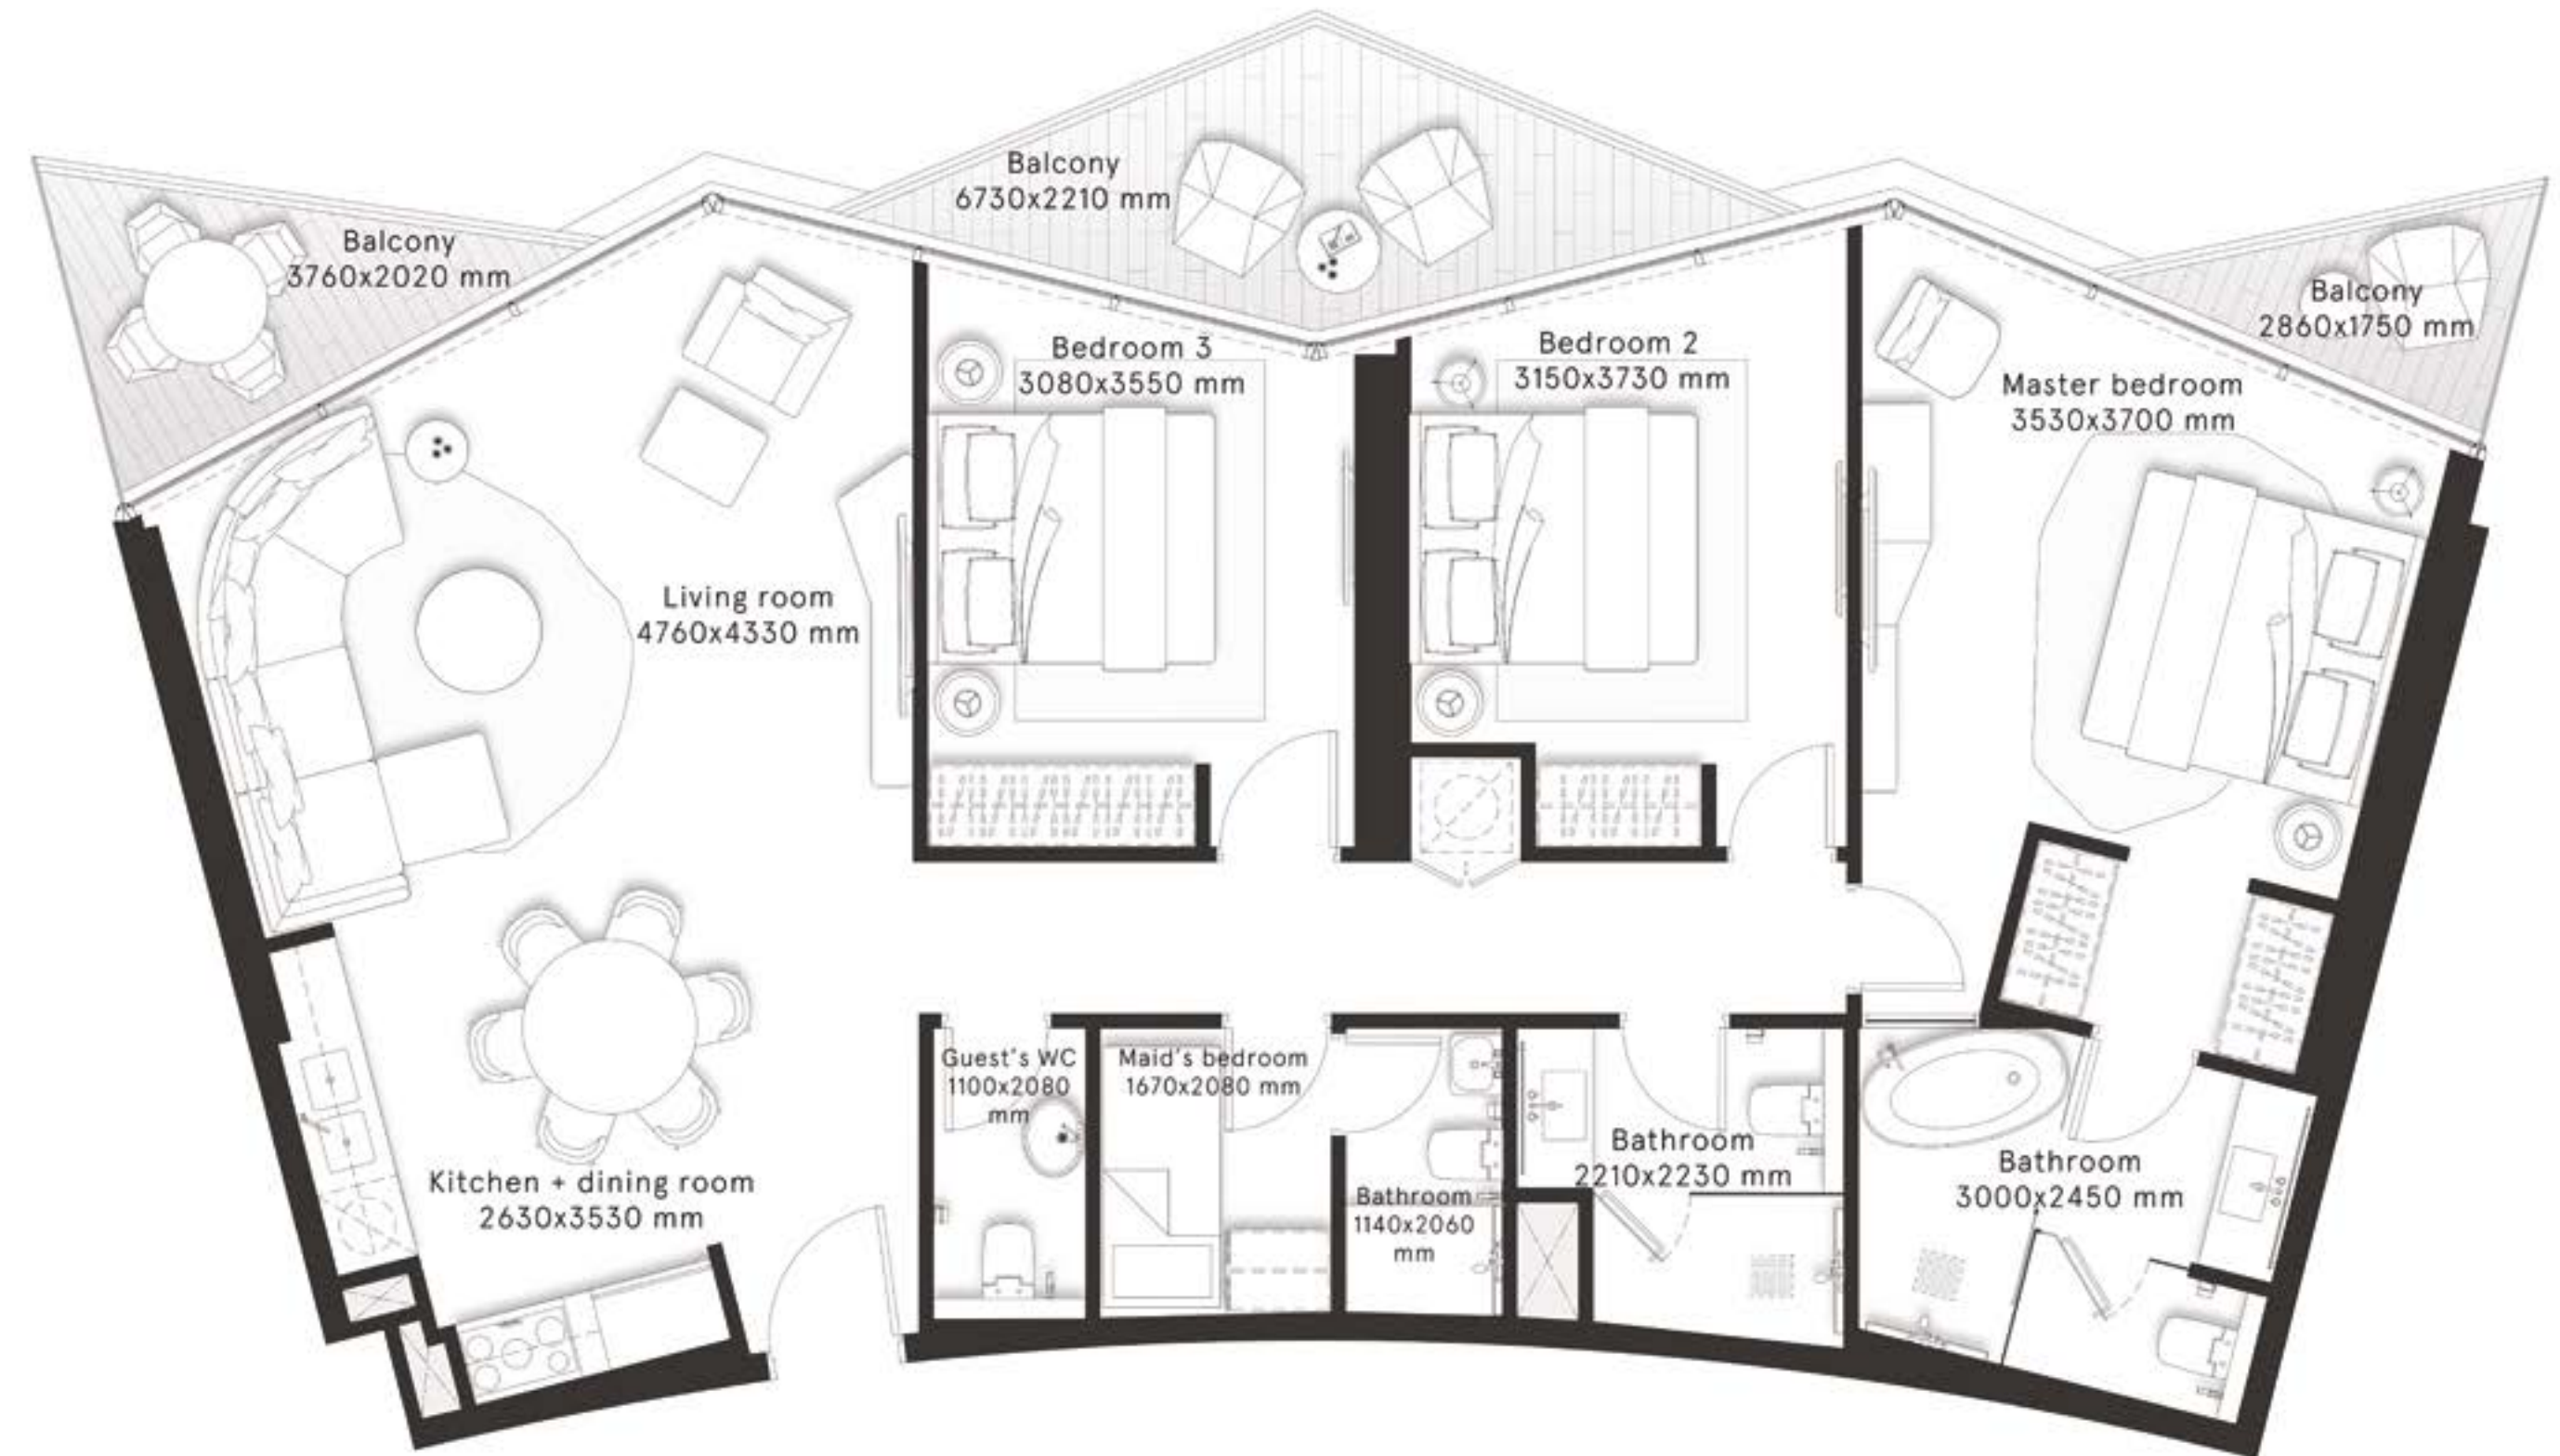 Balcony
6730x2210 mm
Balcony
3760x2020 mm
Balcony
2860x1750 mm
Bedroom 3
3080x3550 mm
Bedroom 2
3150x3730 mm
Master bedroom
3530x3700 mm
Living room
4760x4330 mm
Guest's WC
1100x2080
mm
Maid's bedroom
1670x2080 mm
Bathroom
2210x2230 mm
Bathroom
3000x2450 mm
Kitchen + dining room
2630x3530 mm
Bathroom
1140x2060
mm